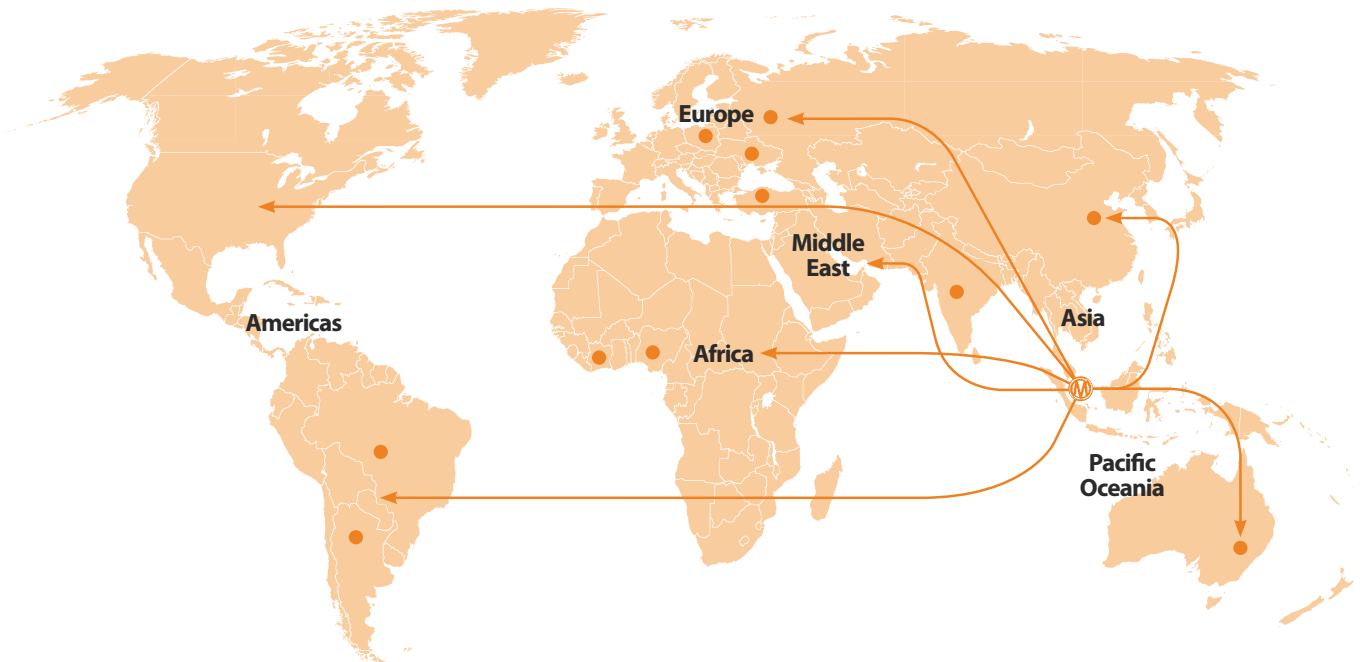 Europe
Middle
East
Americas
Asia
Africa
M
Pacific
Oceania